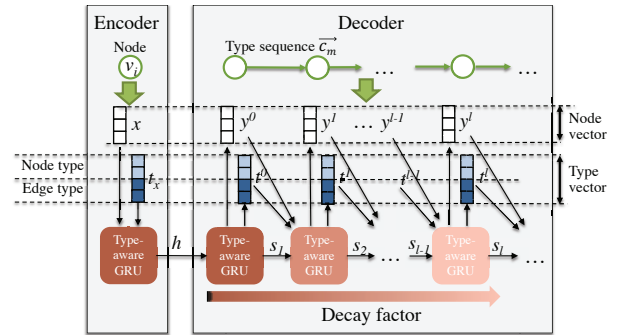 Encoder
Decoder
Node
v_i
Type sequence c_m
...
...
x
y^0
y^1
... y^{l-1}
y^l
Node
vector
Node type
Edge type
t_x
t^0
t^1
t^{l-1}
t^l
Type
vector
Type-
aware
GRU
h
Type-
aware
GRU
s_1
Type-
aware
GRU
s_2
...
s_{l-1}
Type-
aware
GRU
s_l
...
Decay factor